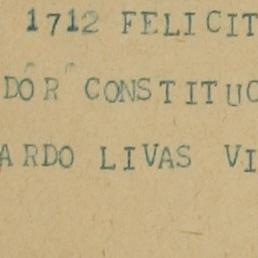 1712 FELICIT
DOR CONSTITUC
ARDO LIVAS VI